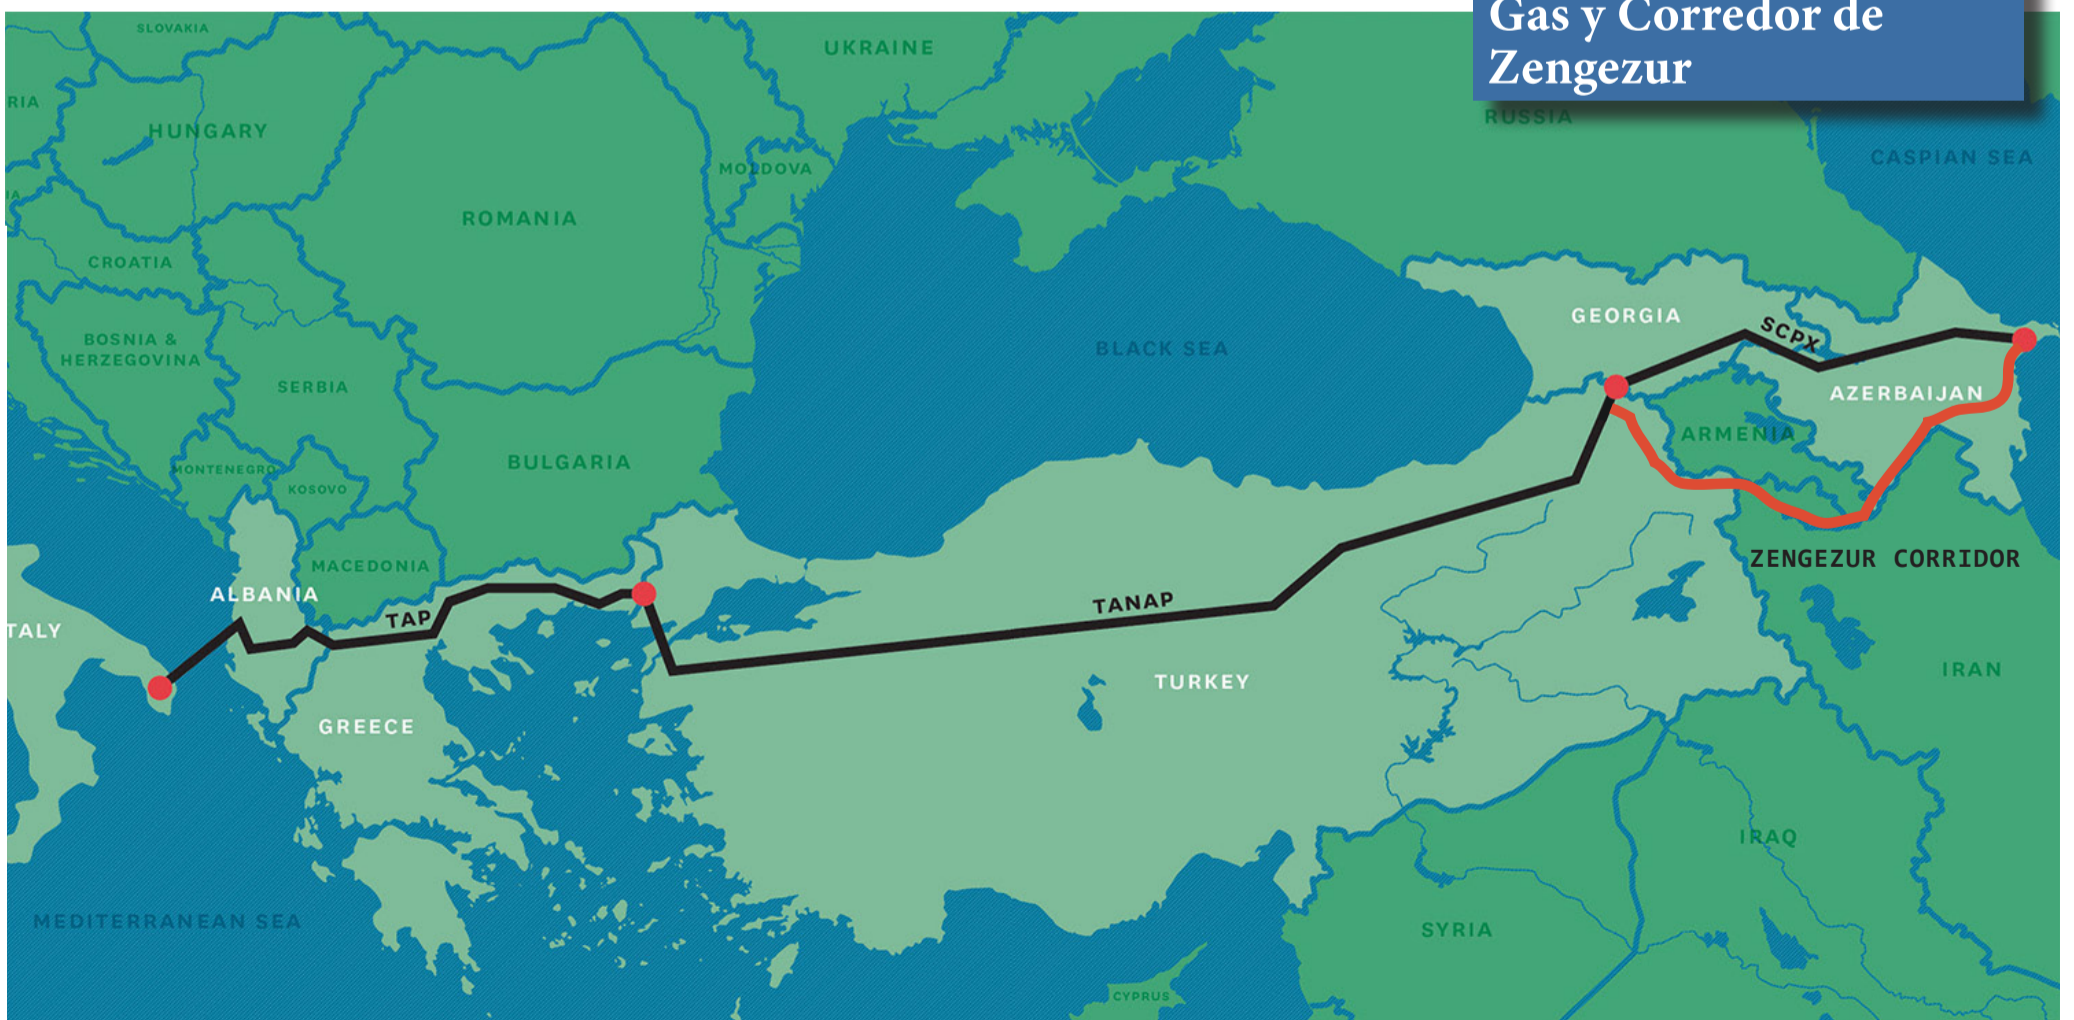 Gas y Corredor de
Zengezur
SLOVAKIA
UKRAINE
RIA
HUNGARY
RUSSIA
CASPIAN SEA
MOLDOVA
IA
ROMANIA
CROATIA
GEORGIA
SCPX
BOSNIA &
HERZEGOVINA
BLACK SEA
SERBIA
AZERBAIJAN
ARMENIA
BULGARIA
MONTENEGRO
KOSOVO
ZENGEZUR CORRIDOR
MACEDONIA
ALBANIA
TAP
TANAP
TALY
IRAN
TURKEY
GREECE
IRAQ
MEDITERRANEAN SEA
SYRIA
CYPRUS